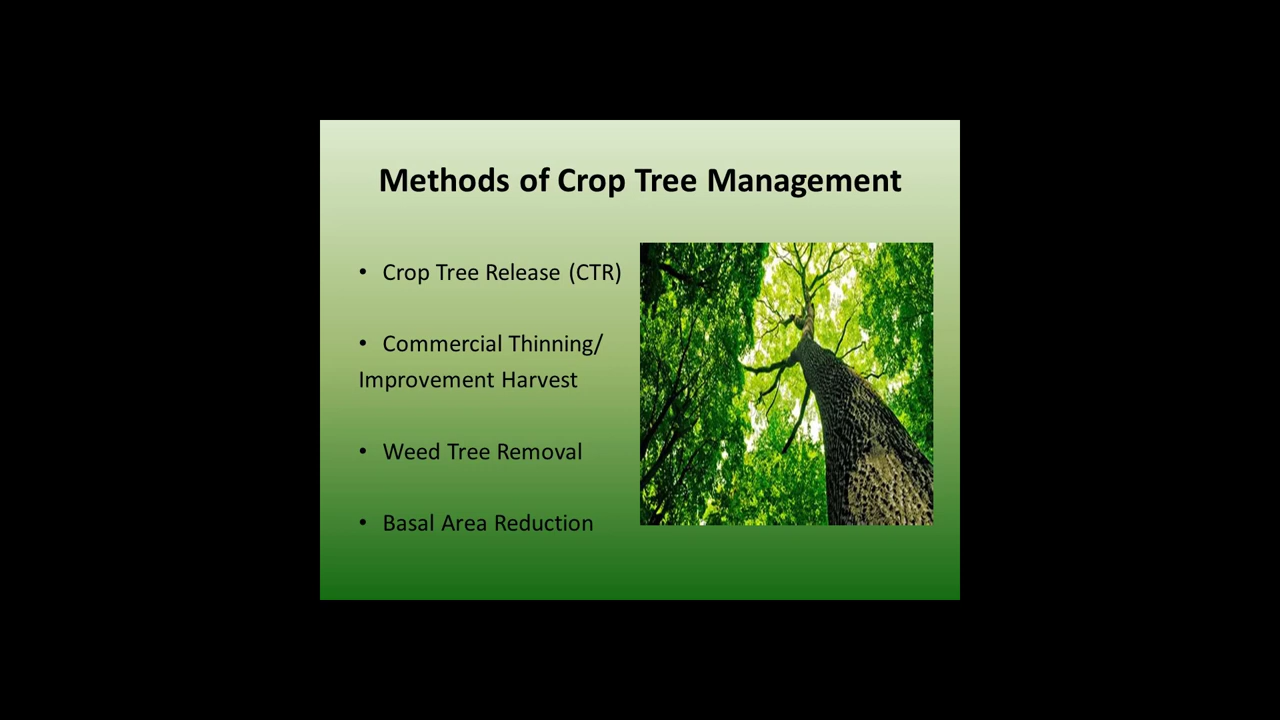 Methods of Crop Tree Management
• Crop Tree Release (CTR)
• Commercial Thinning/
Improvement Harvest
• Weed Tree Removal
• Basal Area Reduction